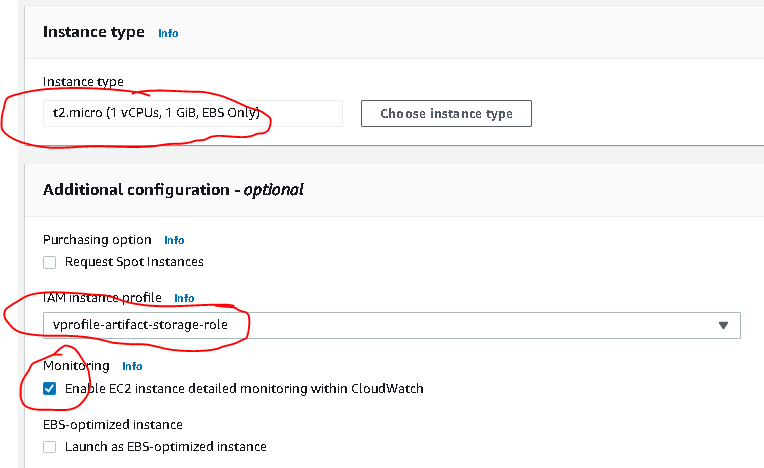 Instance type Info
Instance type
t2.micro (1 vCPUs, 1 GiB, EBS Only)
Choose instance type
Additional configuration - optional
Purchasing option Info
Request Spot Instances
IAM instance profile Info
vprofile-artifact-storage-role
Monitoring Info
Enable EC2 instance detailed monitoring within CloudWatch
EBS-optimized instance
Launch as EBS-optimized instance